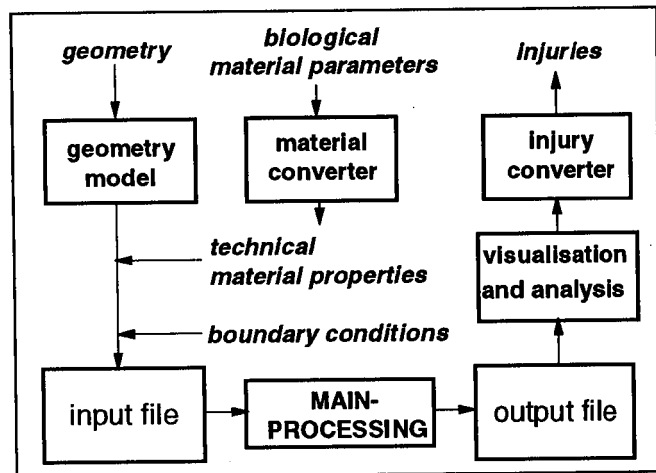 geometry
biological
material parameters
injuries
geometry
model
material
converter
injury
converter
technical
material properties
visualisation
and analysis
boundary conditions
input file
MAIN-
PROCESSING
output file